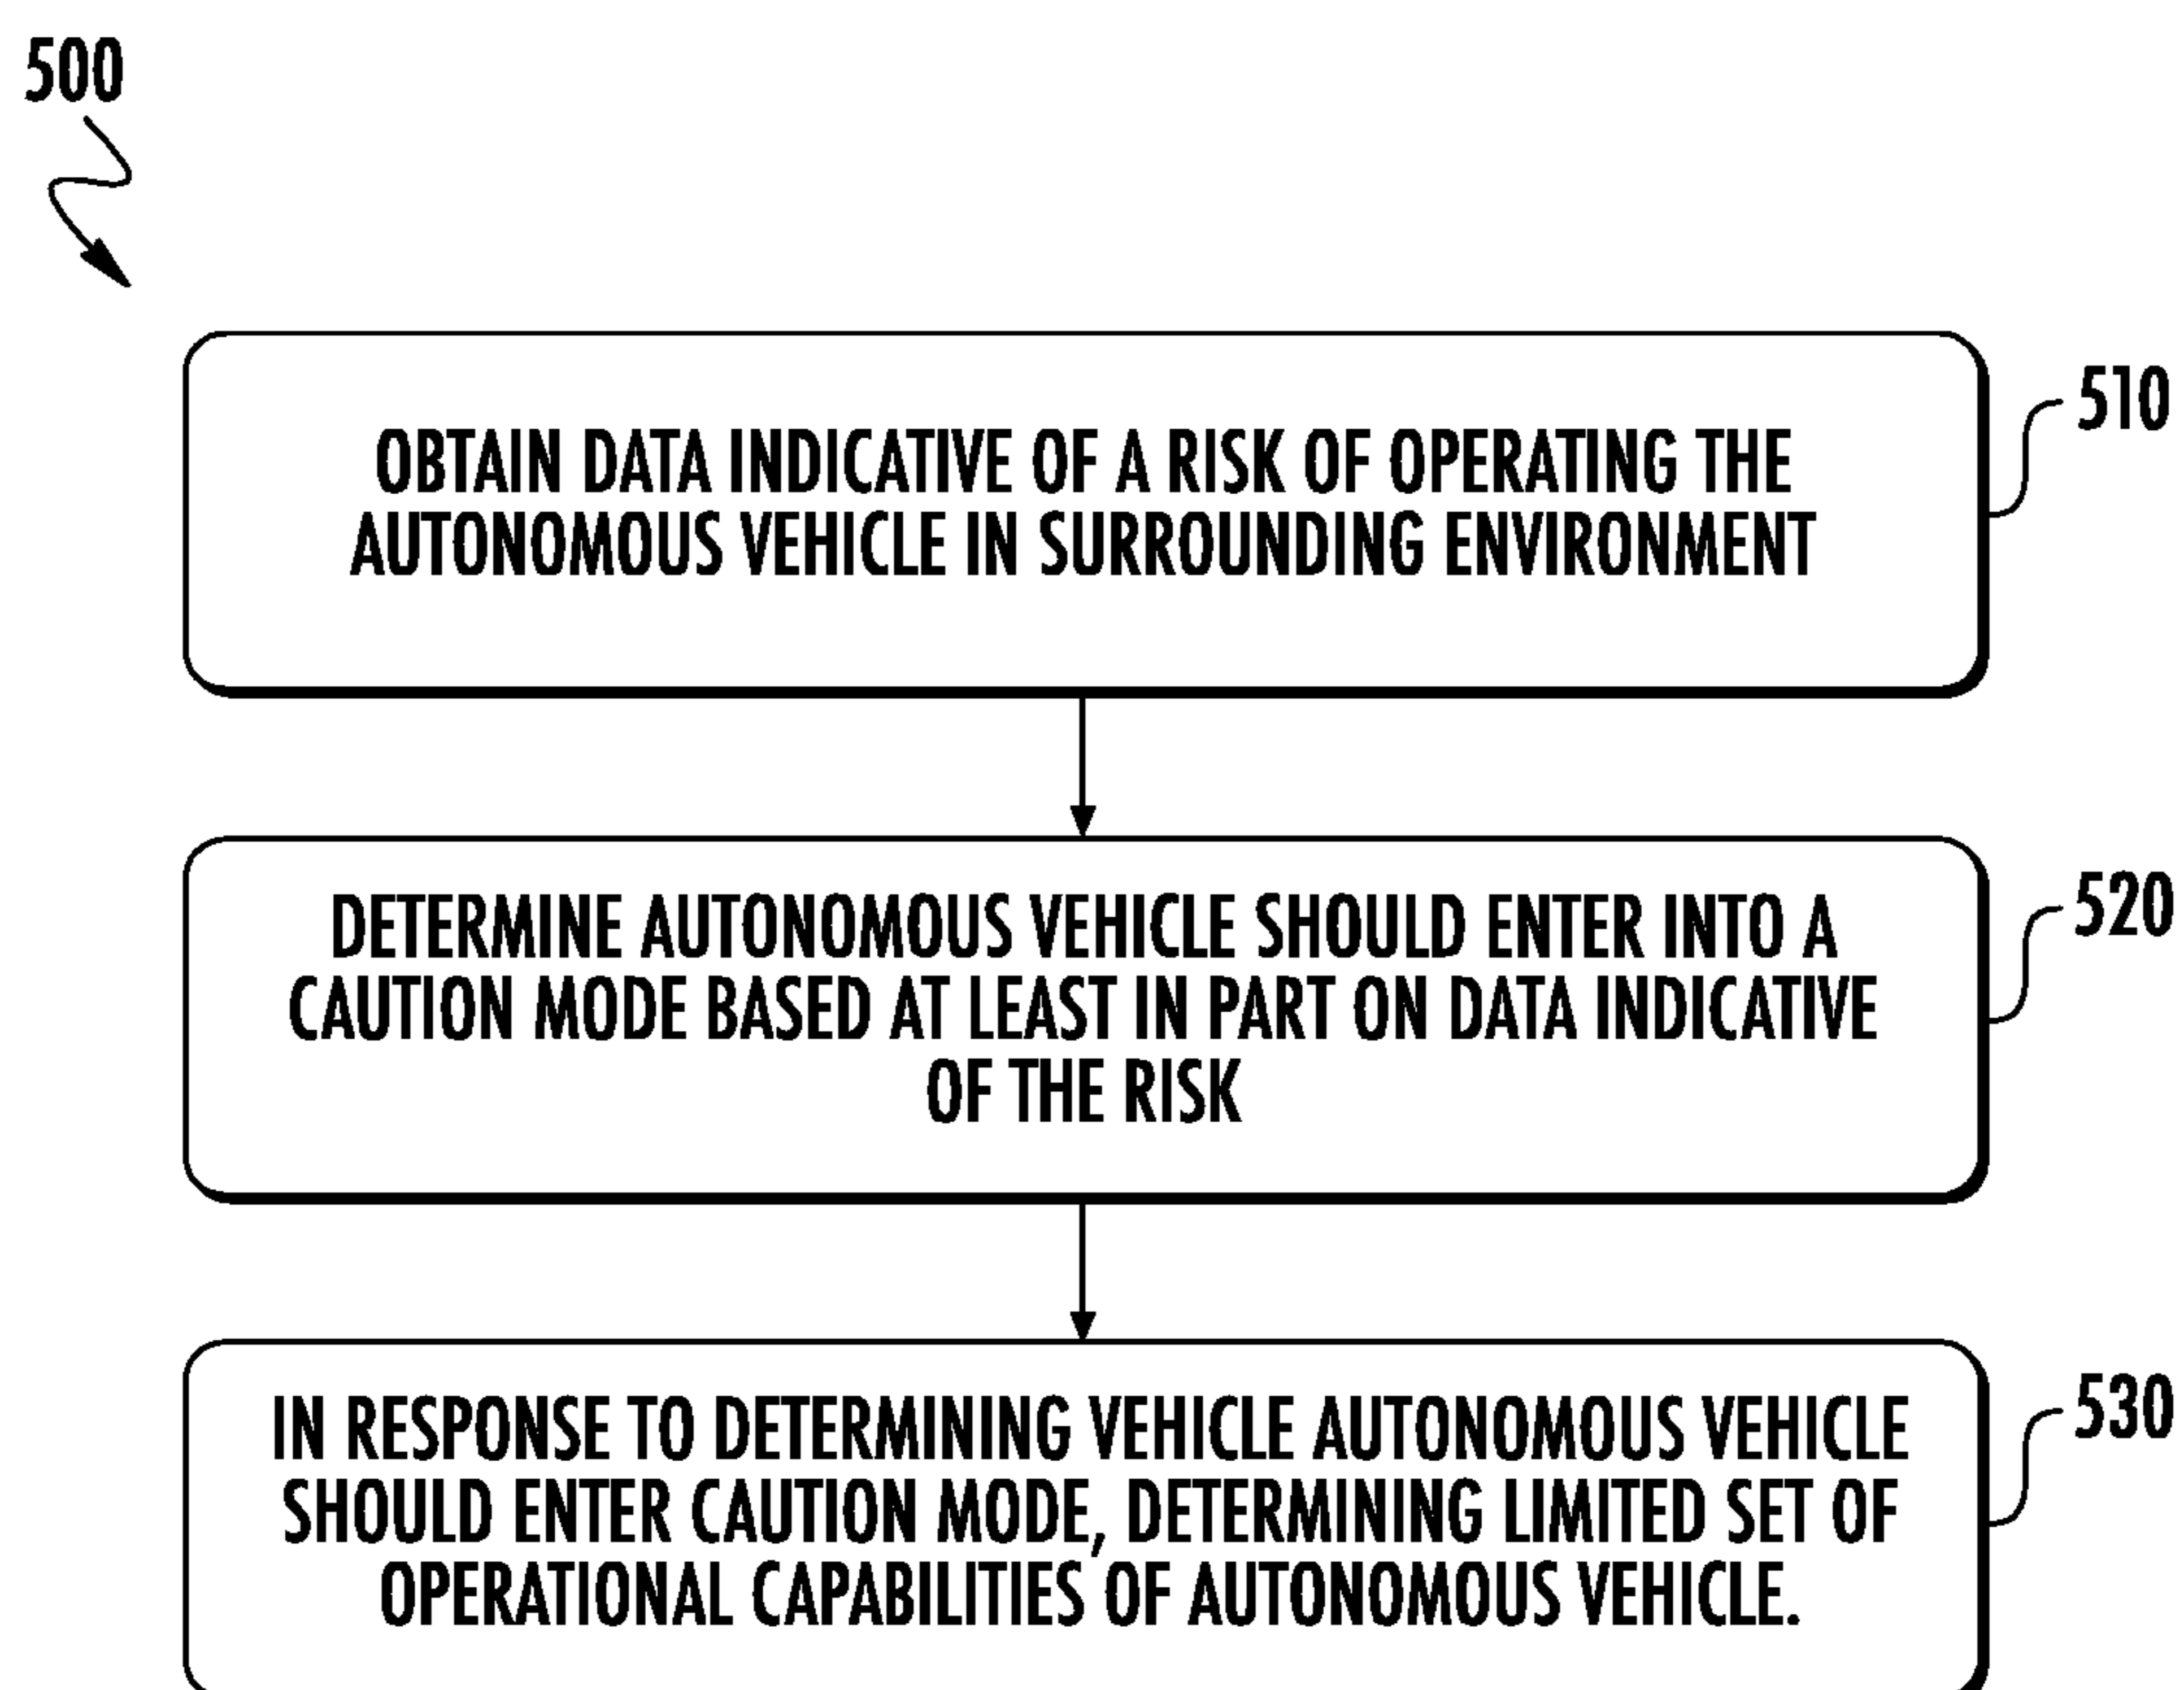 500
510
OBTAIN DATA INDICATIVE OF A RISK OF OPERATING THE
AUTONOMOUS VEHICLE IN SURROUNDING ENVIRONMENT
520
DETERMINE AUTONOMOUS VEHICLE SHOULD ENTER INTO A
CAUTION MODE BASED AT LEAST IN PART ON DATA INDICATIVE
OF THE RISK
530
IN RESPONSE TO DETERMINING VEHICLE AUTONOMOUS VEHICLE
SHOULD ENTER CAUTION MODE, DETERMINING LIMITED SET OF
OPERATIONAL CAPABILITIES OF AUTONOMOUS VEHICLE.